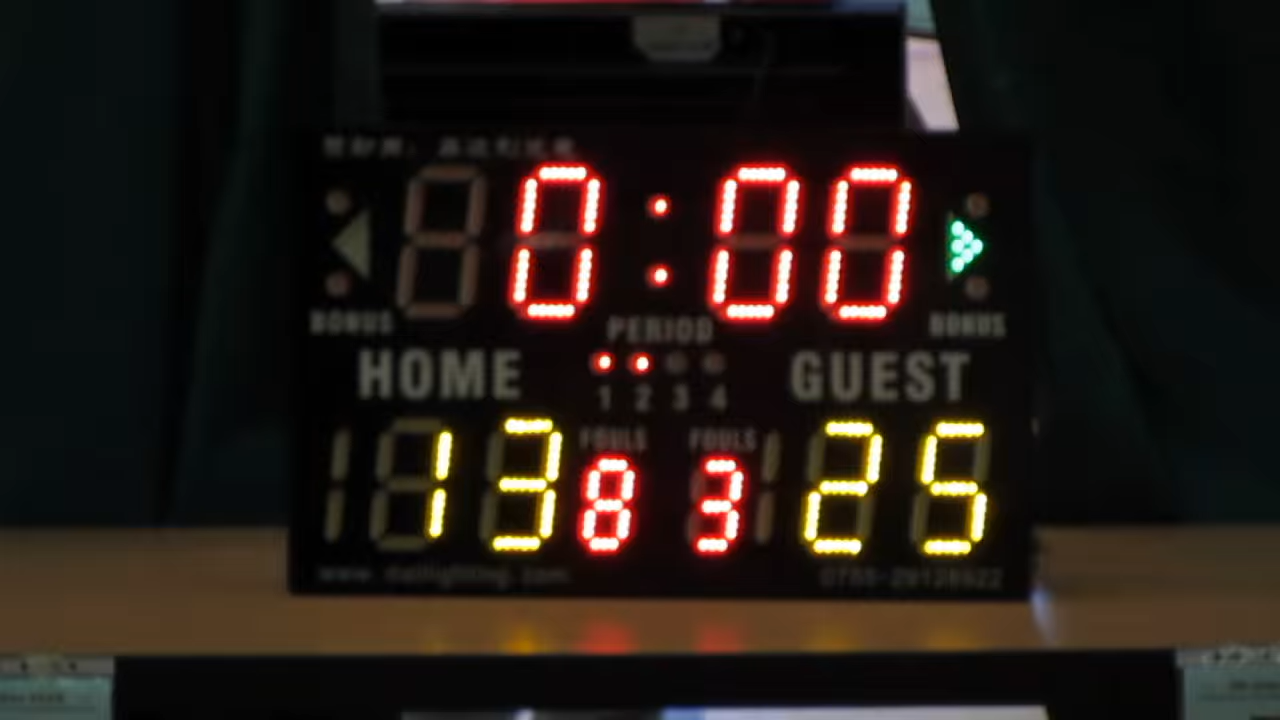 0:00
BONUS PERIOD BONUS
HOME GUEST
1 2 3 4
FOULS FOULS
13 8 3 25